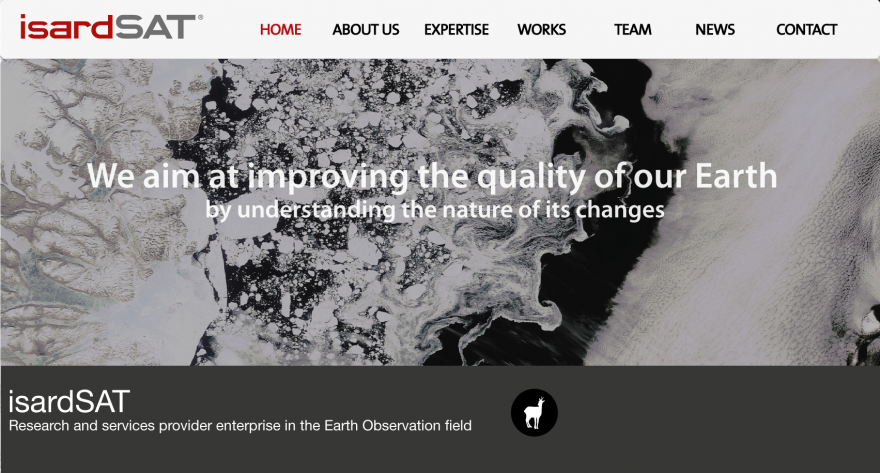 isardSAT®
HOME ABOUT US EXPERTISE WORKS TEAM NEWS CONTACT
We aim at improving the quality of our Earth
by understanding the nature of its changes
isardSAT
Research and services provider enterprise in the Earth Observation field